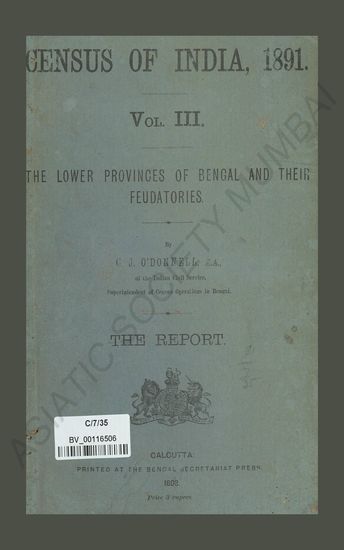 CENSUS OF INDIA, 1891.
VOL. III.
THE LOWER PROVINCES OF BENGAL AND THEIR
FEUDATORIES.
By
C. J. O'DONNELL, M.A.,
of the Indian Civil Service,
Superintendent of Census Operations in Bengal.
THE REPORT.
C/7/35
BV_00116506
CALCUTTA:
PRINTED AT THE BENGAL SECRETARIAT PRESS.
Price 3 rupees.
ASIATIC SOCIETY MUMBAI